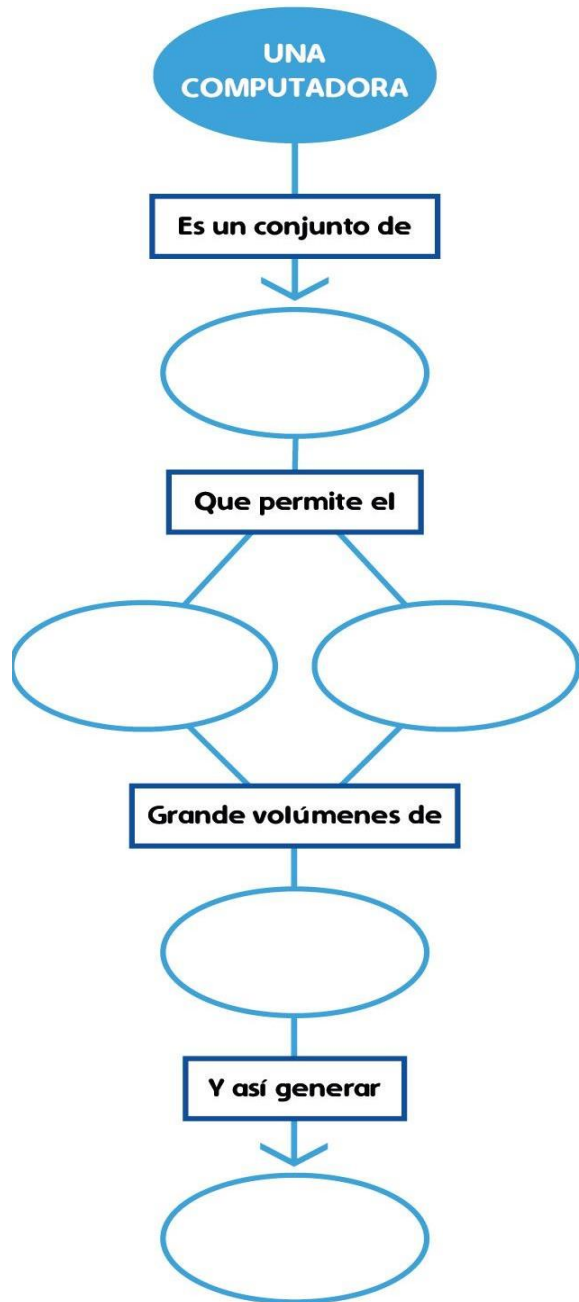 UNA
COMPUTADORA
Es un conjunto de
Que permite el
Grande volúmenes de
Y así generar